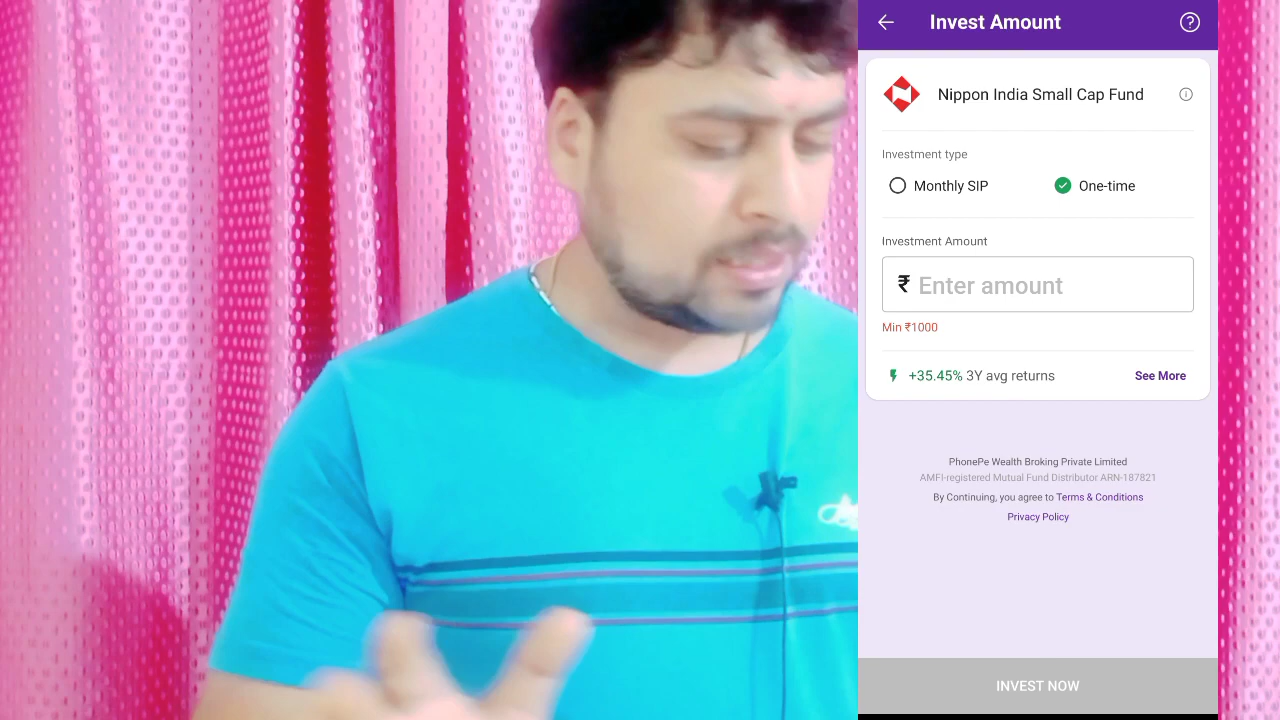 Invest Amount
Nippon India Small Cap Fund
Investment type
Monthly SIP
One-time
Investment Amount
₹ Enter amount
Min ₹1000
+35.45% 3Y avg returns
See More
PhonePe Wealth Broking Private Limited
AMFI-registered Mutual Fund Distributor ARN-187821
By Continuing, you agree to Terms & Conditions
Privacy Policy
INVEST NOW